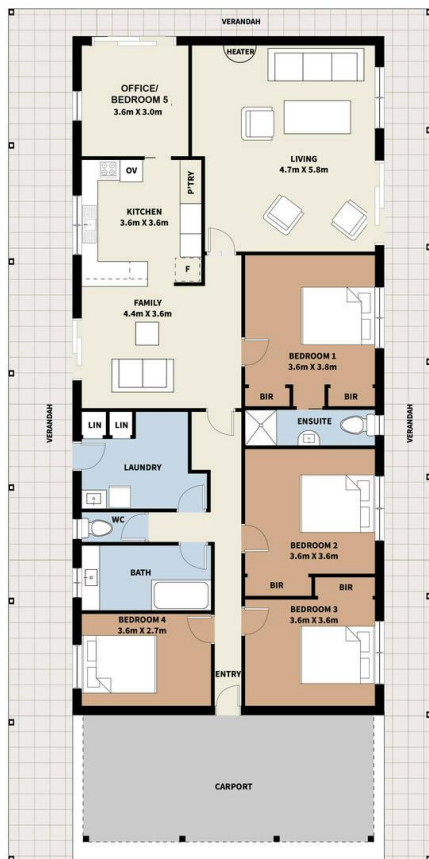 VERANDAH
HEATER
OFFICE/
BEDROOM 5
3.6m X 3.0m
LIVING
4.7m X 5.8m
OV
P'TRY
KITCHEN
3.6m X 3.6m
F
FAMILY
4.4m X 3.6m
BEDROOM 1
3.6m X 3.8m
BIR
BIR
VERANDAH
VERANDAH
LIN
LIN
ENSUITE
LAUNDRY
WC
BEDROOM 2
3.6m X 3.6m
BATH
BIR
BIR
BEDROOM 3
3.6m X 3.6m
BEDROOM 4
3.6m X 2.7m
ENTRY
CARPORT